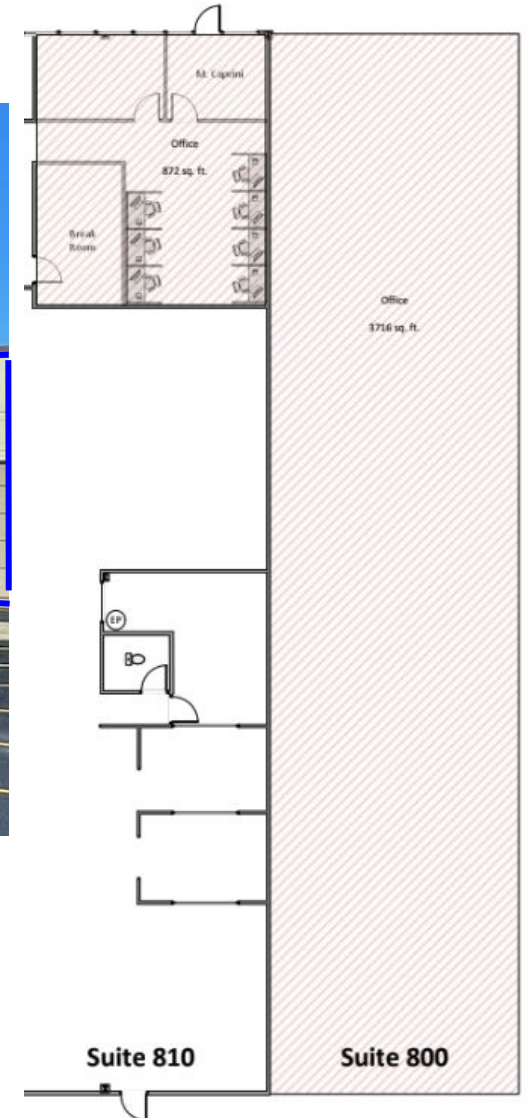 M. Caprini
Office
872 sq. ft.
Break
Room
Office
3716 sq. ft.
EP
Suite 810
Suite 800